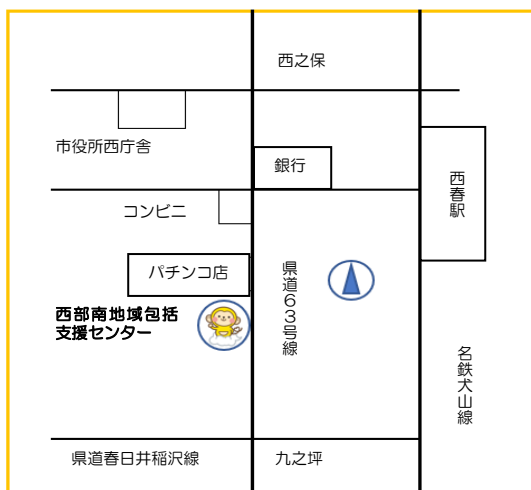 西之保
市役所西庁舎
銀行
西春駅
コンビニ
パチンコ店
県道63号線
西部南地域包括
支援センター
名鉄犬山線
県道春日井稲沢線
九之坪